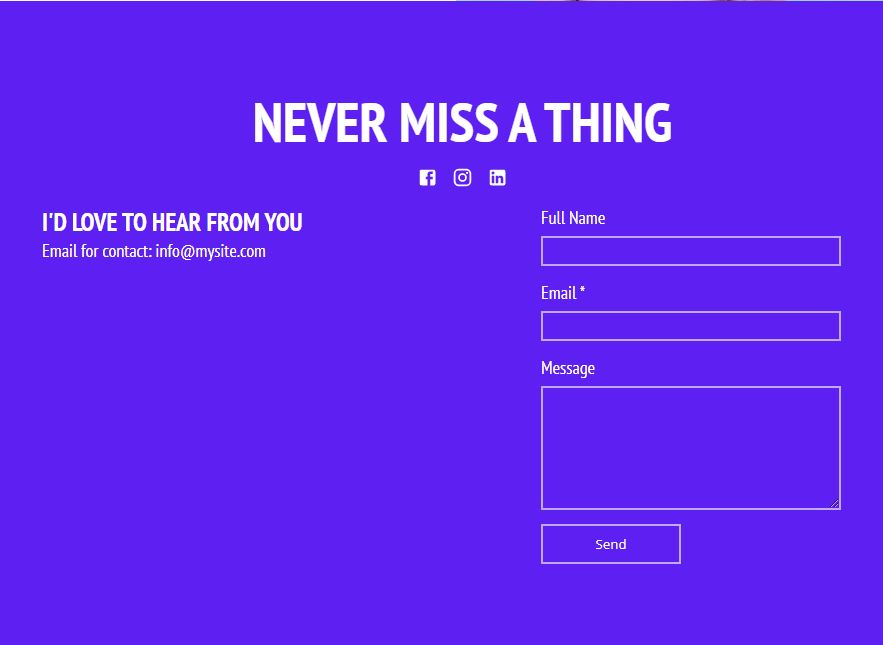 NEVER MISS A THING
I'D LOVE TO HEAR FROM YOU
Email for contact: info@mysite.com
Full Name
Email *
Message
Send